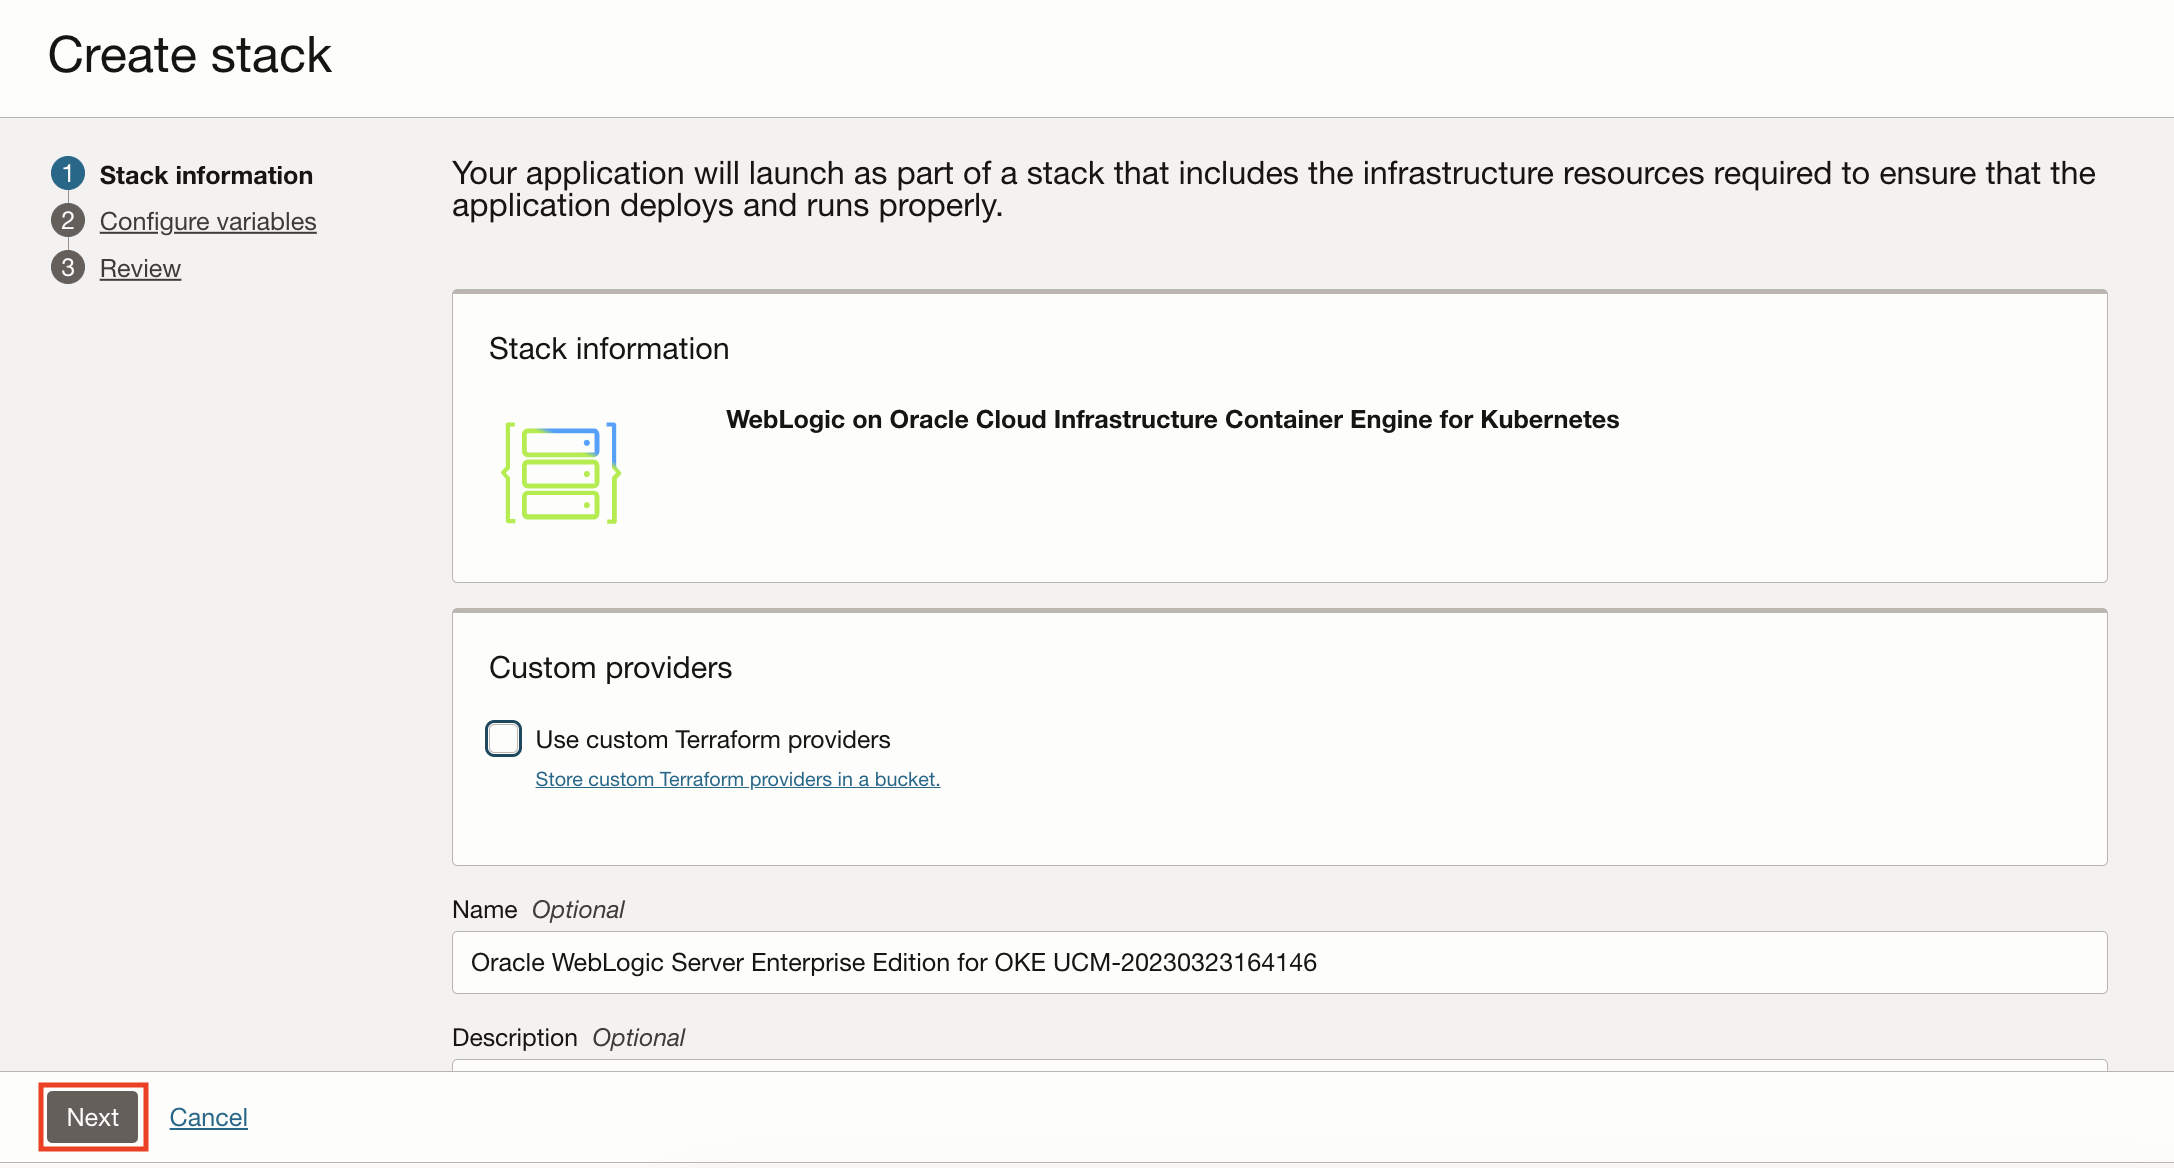 Create stack
1 Stack information
2 Configure variables
3 Review
Your application will launch as part of a stack that includes the infrastructure resources required to ensure that the
application deploys and runs properly.
Stack information
WebLogic on Oracle Cloud Infrastructure Container Engine for Kubernetes
Custom providers
Use custom Terraform providers
Store custom Terraform providers in a bucket.
Name Optional
Oracle WebLogic Server Enterprise Edition for OKE UCM-20230323164146
Description Optional
Next Cancel